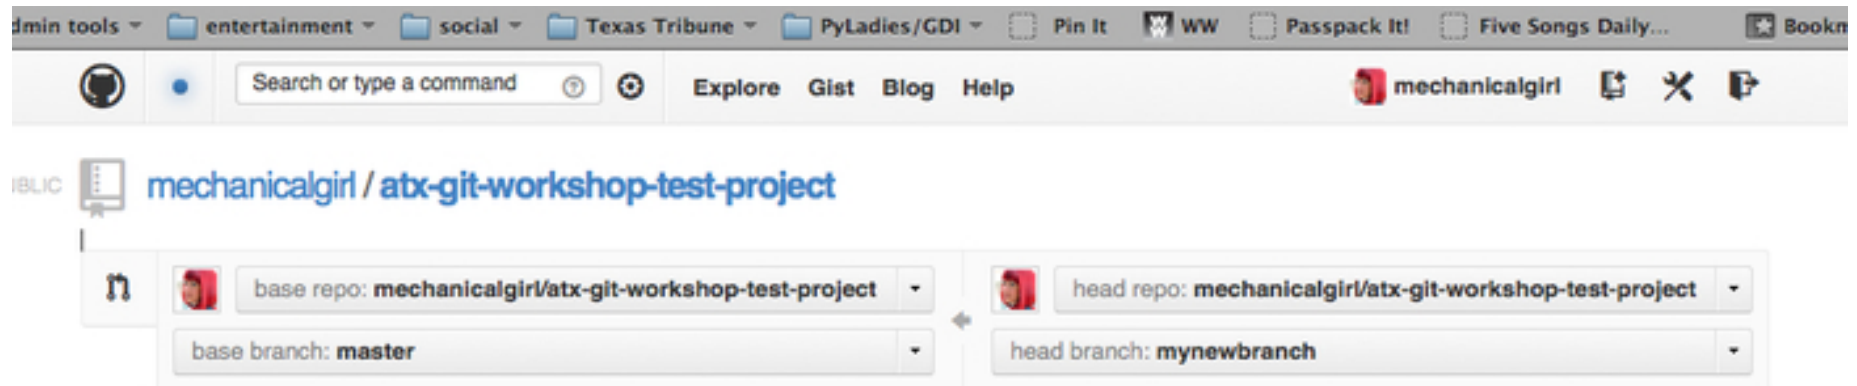 dmin tools entertainment social Texas Tribune PyLadies/GDI Pin It WW Passpack It! Five Songs Daily... Bookm
Search or type a command Explore Gist Blog Help mechanicalgirl
BLIC mechanicalgirl / atx-git-workshop-test-project
base repo: mechanicalgirl/atx-git-workshop-test-project head repo: mechanicalgirl/atx-git-workshop-test-project
base branch: master head branch: mynewbranch